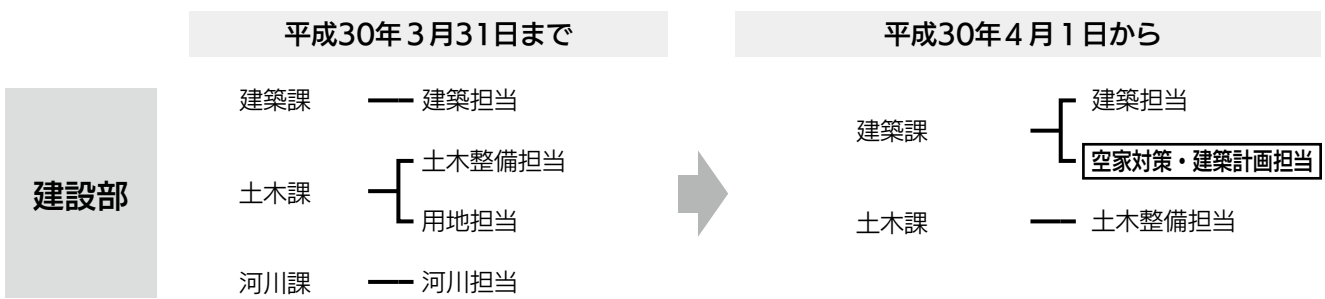 平成30年3月31日まで
平成30年4月1日から
建設部
建築課
建築担当
土木課
土木整備担当
用地担当
河川課
河川担当
建築課
建築担当
空家対策・建築計画担当
土木課
土木整備担当